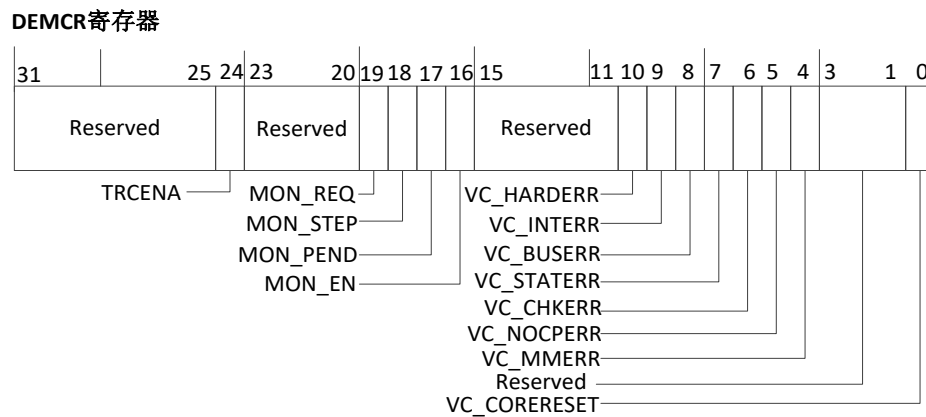 DEMCR寄存器
31 25 24 23 20 19 18 17 16 15 11 10 9 8 7 6 5 4 3 1 0
Reserved Reserved Reserved
TRCENA MON_REQ VC_HARDERR
MON_STEP VC_INTERR
MON_PEND VC_BUSERR
MON_EN VC_STATERR
VC_CHKERR
VC_NOCPERR
VC_MMERR
Reserved
VC_CORERESET